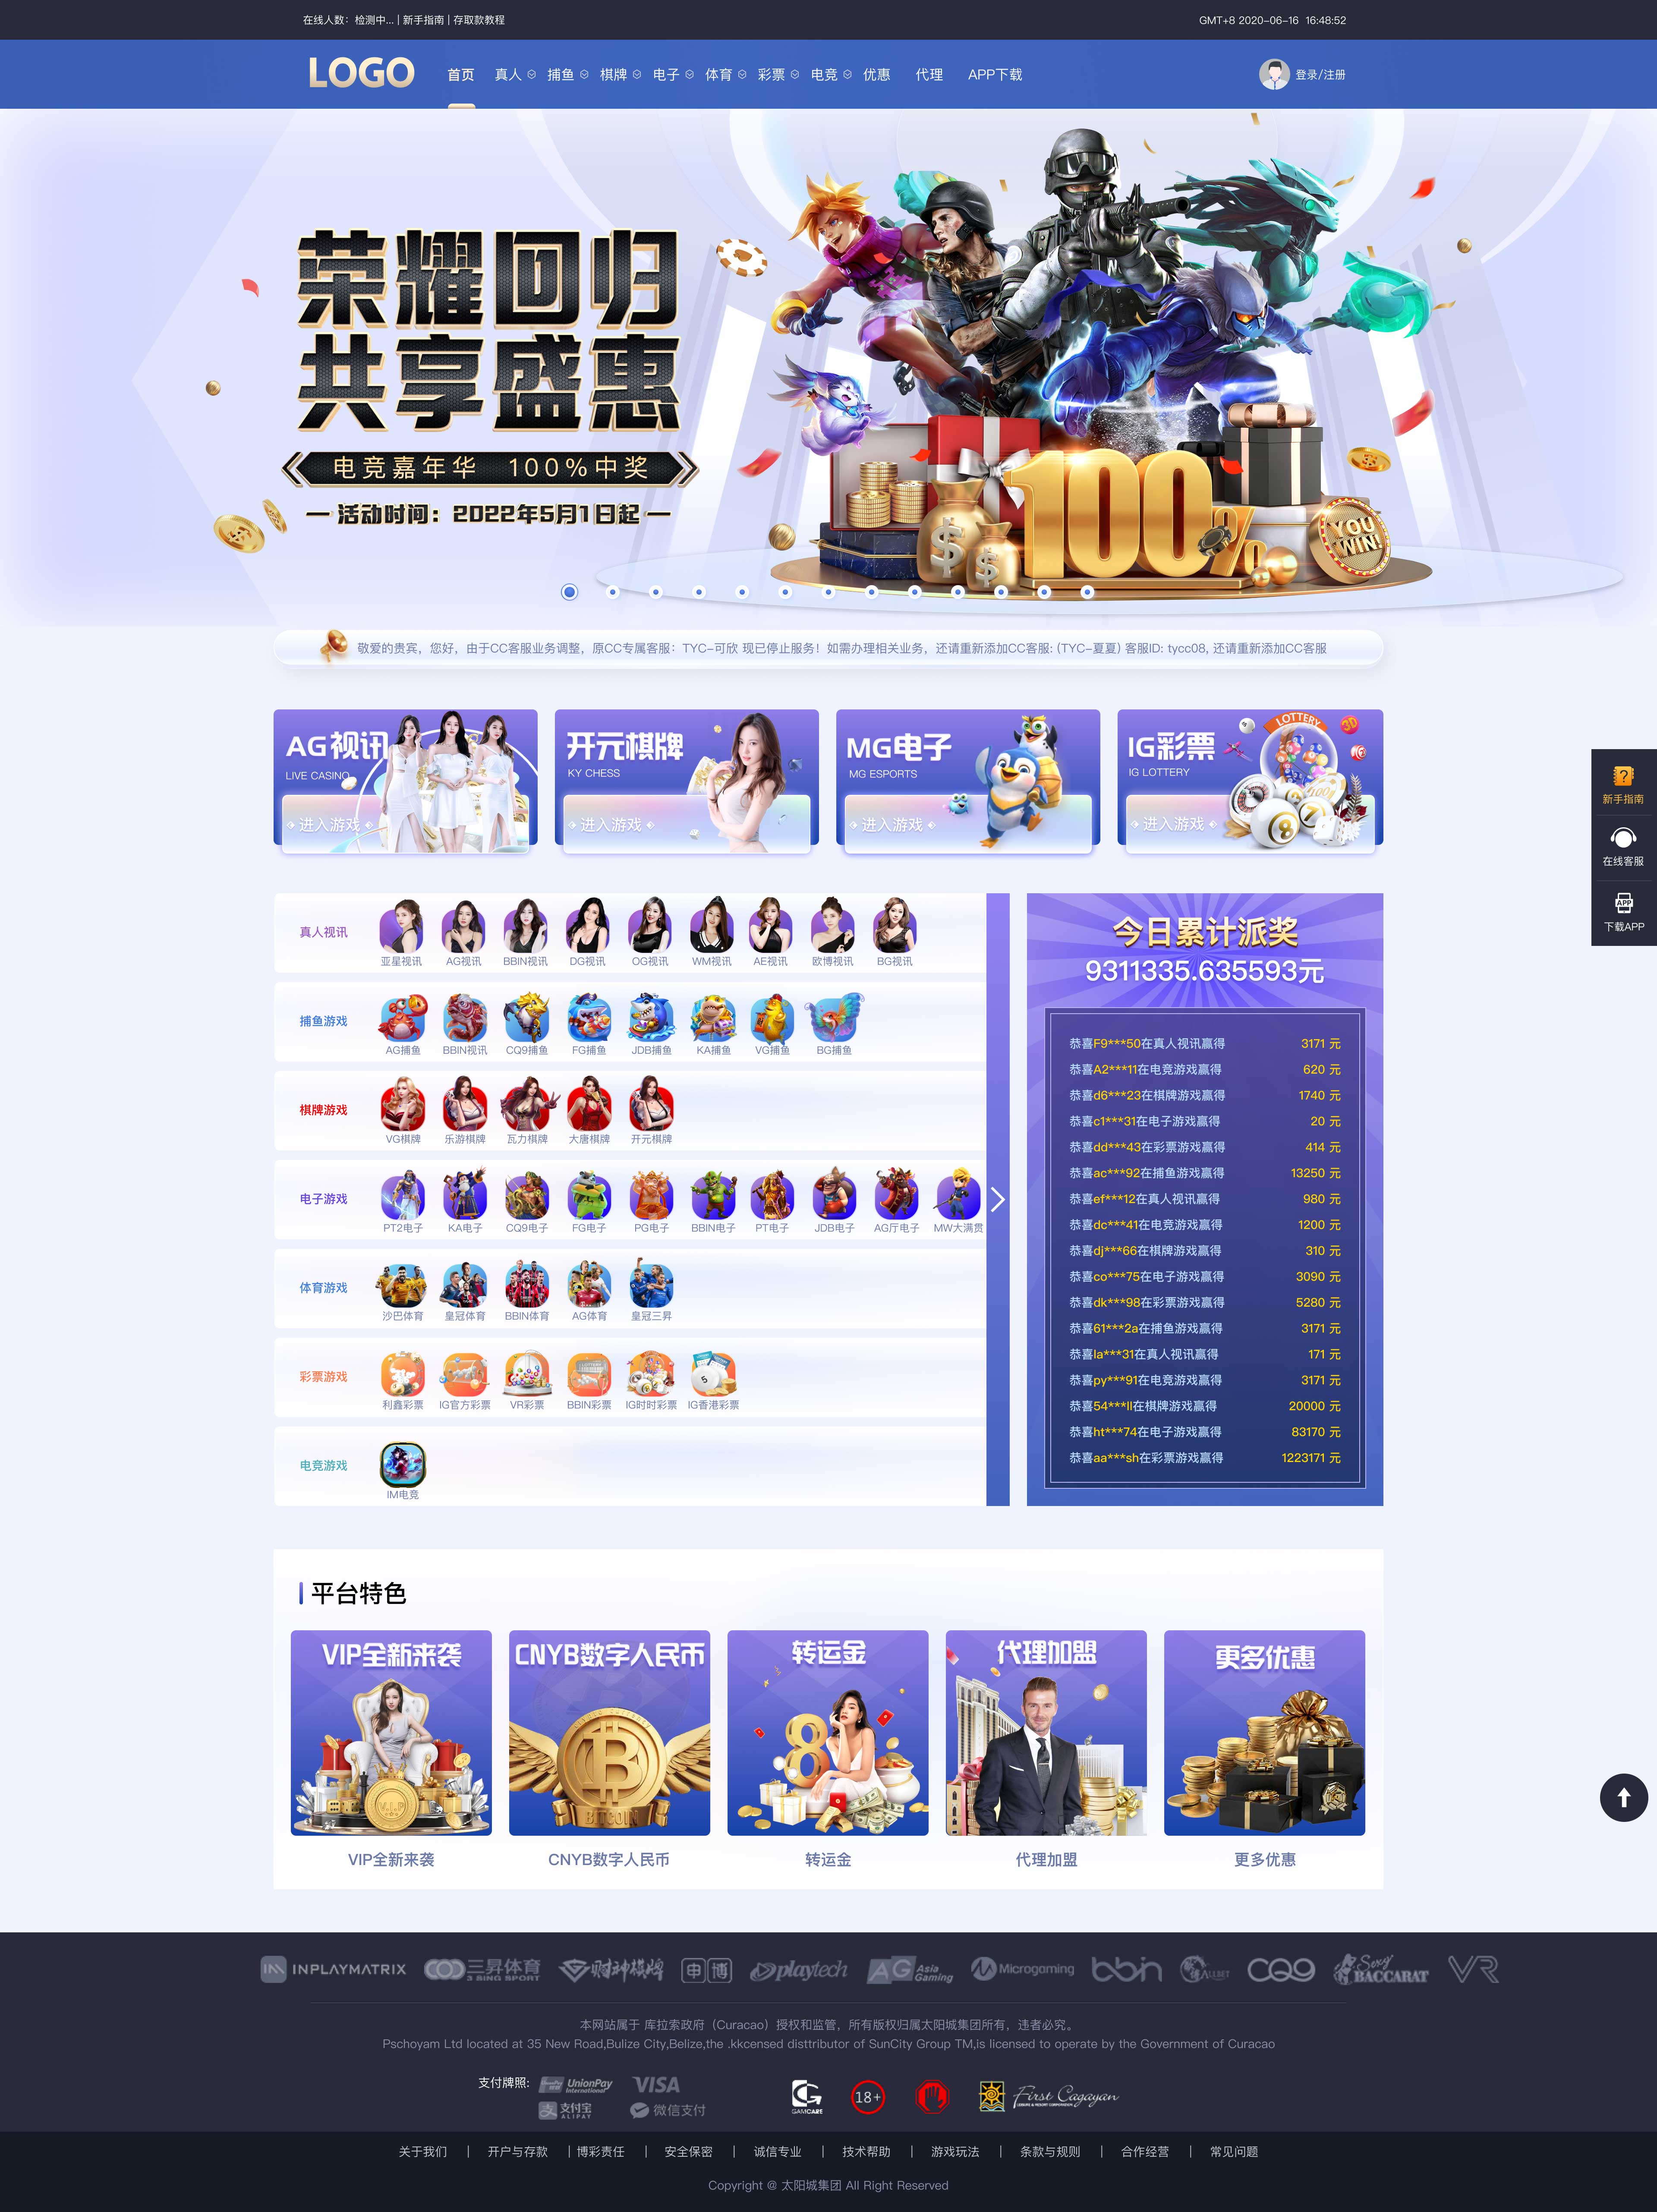 在线人数：检测中... | 新手指南 | 存取款教程
GMT+8 2020-06-16 16:48:52
LOGO
首页 真人 捕鱼 棋牌 电子 体育 彩票 电竞 优惠 代理 APP下载
登录/注册
荣耀回归
共享盛惠
电竞嘉年华 100%中奖
活动时间：2022年5月1日起
100%
YOU WIN!
敬爱的贵宾，您好，由于CC客服业务调整，原CC专属客服：TYC-可欣 现已停止服务！如需办理相关业务，还请重新添加CC客服: (TYC-夏夏) 客服ID: tycc08, 还请重新添加CC客服
AG视讯
LIVE CASINO
进入游戏
开元棋牌
KY CHESS
进入游戏
MG电子
MG ESPORTS
进入游戏
IG彩票
IG LOTTERY
进入游戏
LOTTERY
新手指南
在线客服
APP
下载APP
真人视讯
亚星视讯 AG视讯 BBIN视讯 DG视讯 OG视讯 WM视讯 AE视讯 欧博视讯 BG视讯
捕鱼游戏
AG捕鱼 BBIN视讯 CQ9捕鱼 FG捕鱼 JDB捕鱼 KA捕鱼 VG捕鱼 BG捕鱼
棋牌游戏
VG棋牌 乐游棋牌 瓦力棋牌 大唐棋牌 开元棋牌
电子游戏
PT2电子 KA电子 CQ9电子 FG电子 PG电子 BBIN电子 PT电子 JDB电子 AG厅电子 MW大满贯
体育游戏
沙巴体育 皇冠体育 BBIN体育 AG体育 皇冠三昇
彩票游戏
利鑫彩票 IG官方彩票 VR彩票 BBIN彩票 IG时时彩票 IG香港彩票
电竞游戏
IM电竞
今日累计派奖
9311335.635593元
恭喜F9***50在真人视讯赢得 3171 元
恭喜A2***11在电竞游戏赢得 620 元
恭喜d6***23在棋牌游戏赢得 1740 元
恭喜c1***31在电子游戏赢得 20 元
恭喜dd***43在彩票游戏赢得 414 元
恭喜ac***92在捕鱼游戏赢得 13250 元
恭喜ef***12在真人视讯赢得 980 元
恭喜dc***41在电竞游戏赢得 1200 元
恭喜dj***66在棋牌游戏赢得 310 元
恭喜co***75在电子游戏赢得 3090 元
恭喜dk***98在彩票游戏赢得 5280 元
恭喜61***2a在捕鱼游戏赢得 3171 元
恭喜la***31在真人视讯赢得 171 元
恭喜py***91在电竞游戏赢得 3171 元
恭喜54***ll在棋牌游戏赢得 20000 元
恭喜ht***74在电子游戏赢得 83170 元
恭喜aa***sh在彩票游戏赢得 1223171 元
平台特色
VIP全新来袭 CNYB数字人民币 转运金 代理加盟 更多优惠
V.I.P
BITCOIN
VIP全新来袭 CNYB数字人民币 转运金 代理加盟 更多优惠
INPLAYMATRIX 三昇体育 3 SING SPORT 财神棋牌 申博 playtech AG Asia Gaming Microgaming bbin ALLBET CQ9 Sexy BACCARAT VR
本网站属于 库拉索政府（Curacao）授权和监管，所有版权归属太阳城集团所有，违者必究。
Pschoyam Ltd located at 35 New Road,Bulize City,Belize,the .kkcensed disttributor of SunCity Group TM,is licensed to operate by the Government of Curacao
支付牌照: UnionPay International VISA
支付宝 ALIPAY 微信支付
GAMCARE 18+ First Cagayan
LEISURE & RESORT CORPORATION
关于我们 | 开户与存款 | 博彩责任 | 安全保密 | 诚信专业 | 技术帮助 | 游戏玩法 | 条款与规则 | 合作经营 | 常见问题
Copyright @ 太阳城集团 All Right Reserved